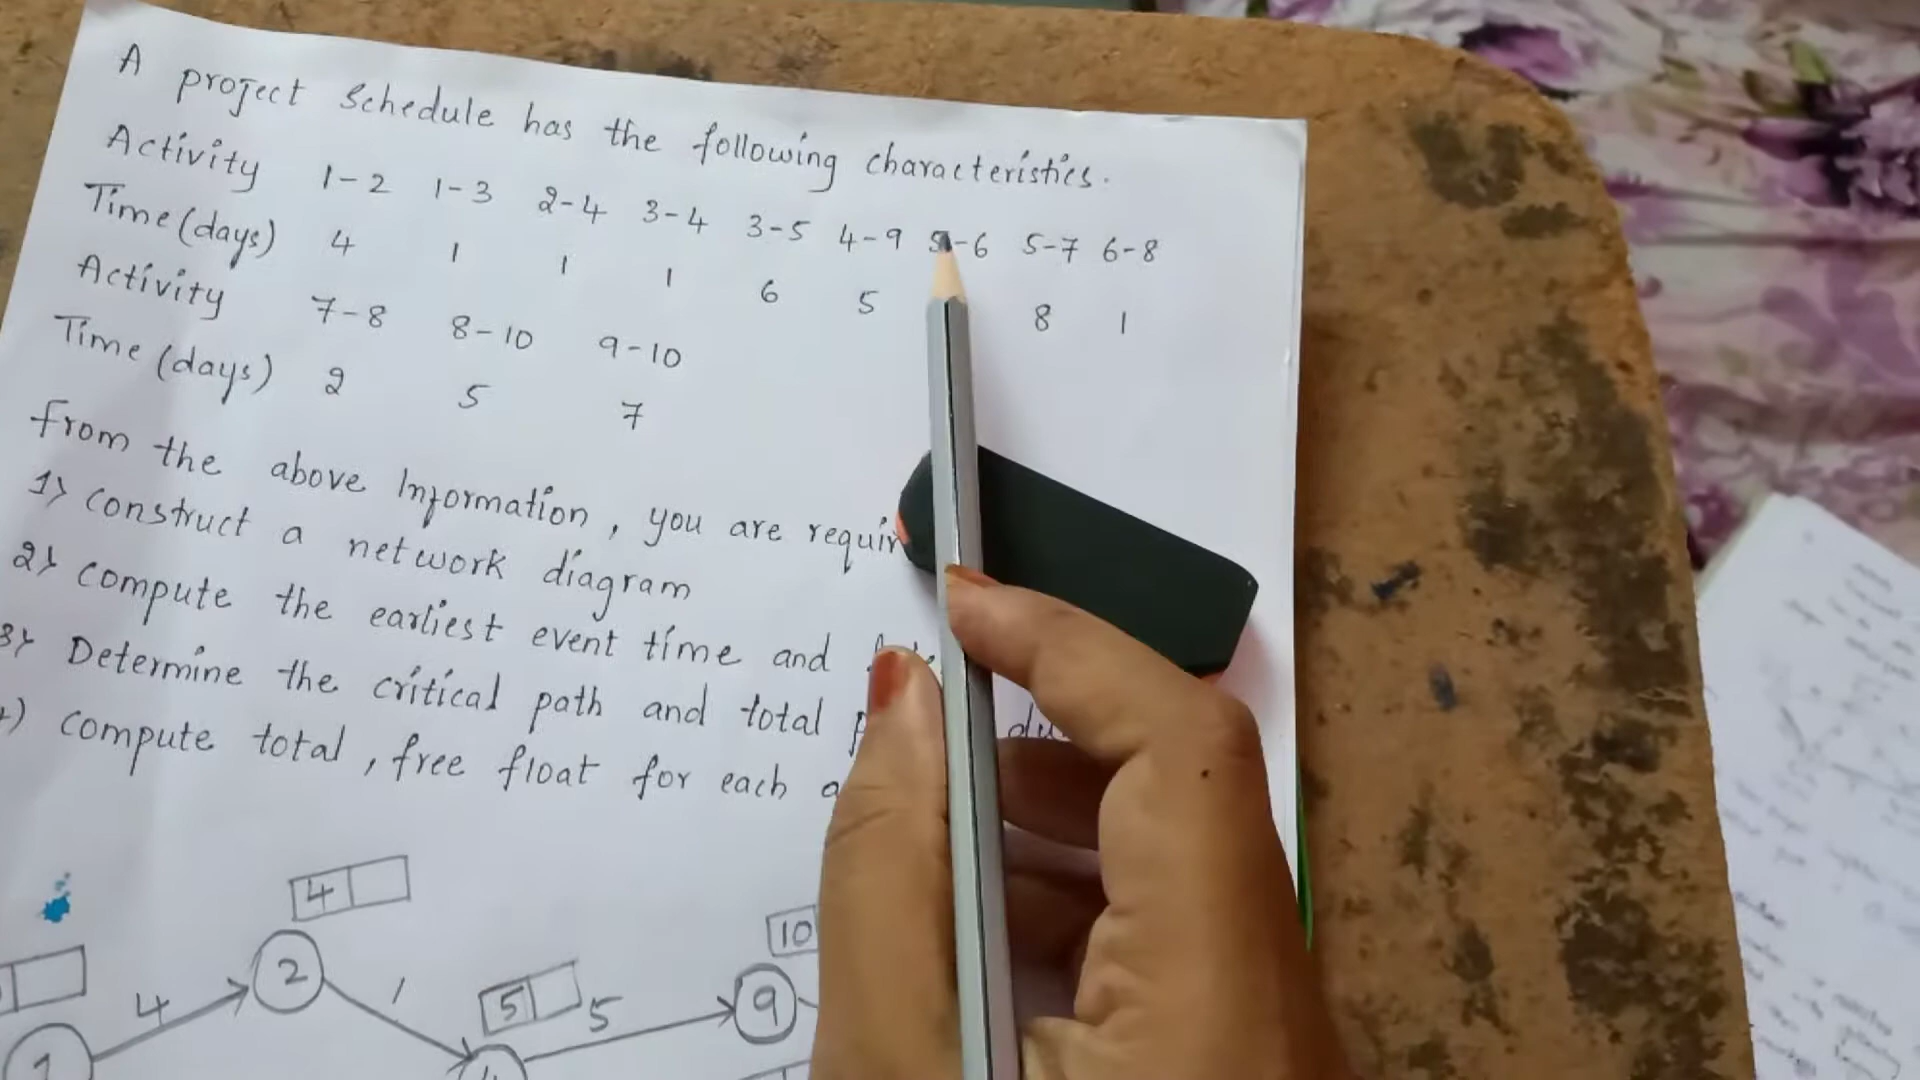 A project Schedule has the following characteristics.
Activity 1-2 1-3 2-4 3-4 3-5 4-9 5-6 5-7 6-8
Time (days) 4 1 1 1 6 5 8 1
Activity 7-8 8-10 9-10
Time (days) 2 5 7
From the above Information, you are requir
1) construct a network diagram
2) compute the earliest event time and
3) Determine the critical path and total
4) compute total, free float for each
4
10
2
4 1
5 5 9
1